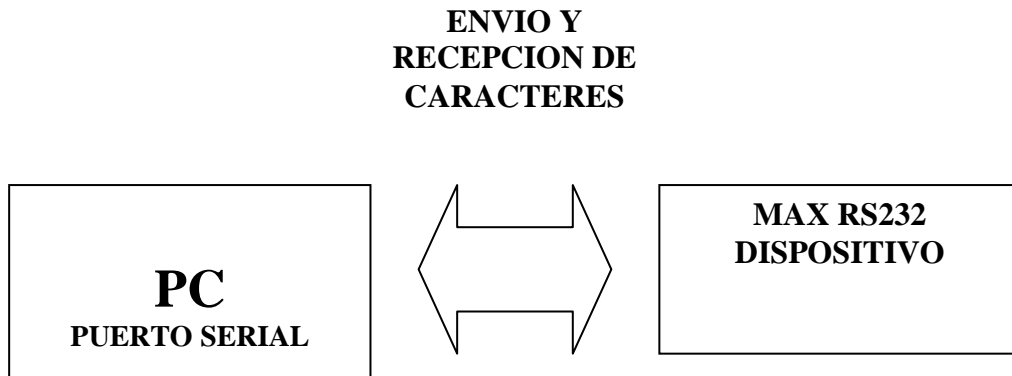 ENVIO Y
RECEPCION DE
CARACTERES
PC
PUERTO SERIAL
MAX RS232
DISPOSITIVO